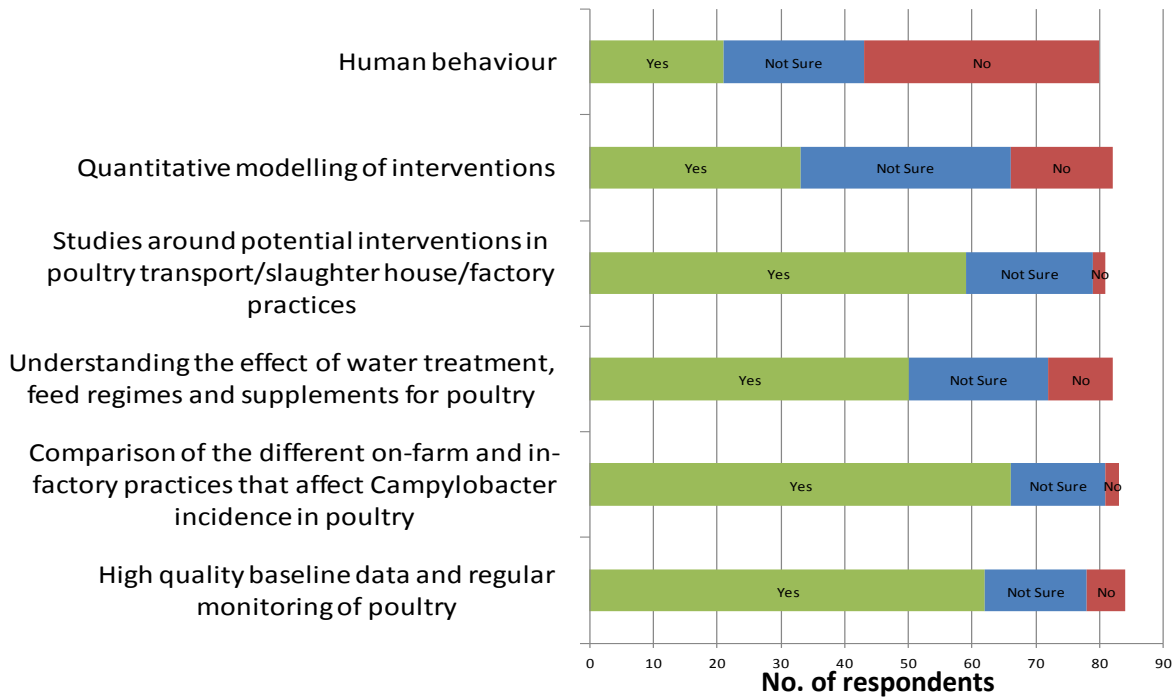 Human behaviour
Yes
Not Sure
No
Quantitative modelling of interventions
Yes
Not Sure
No
Studies around potential interventions in
poultry transport/slaughter house/factory
practices
Yes
Not Sure
No
Understanding the effect of water treatment,
feed regimes and supplements for poultry
Yes
Not Sure
No
Comparison of the different on-farm and in-
factory practices that affect Campylobacter
incidence in poultry
Yes
Not Sure
No
High quality baseline data and regular
monitoring of poultry
Yes
Not Sure
No
0 10 20 30 40 50 60 70 80 90
No. of respondents